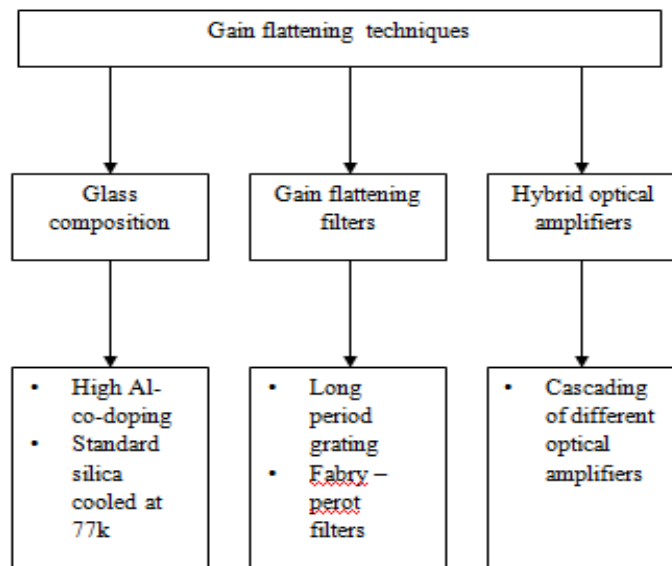 Gain flattening techniques
Glass
composition
Gain flattening
filters
Hybrid optical
amplifiers
• High Al-
co-doping
• Standard
silica
cooled at
77k
• Long
period
grating
• Fabry –
perot
filters
• Cascading
of different
optical
amplifiers